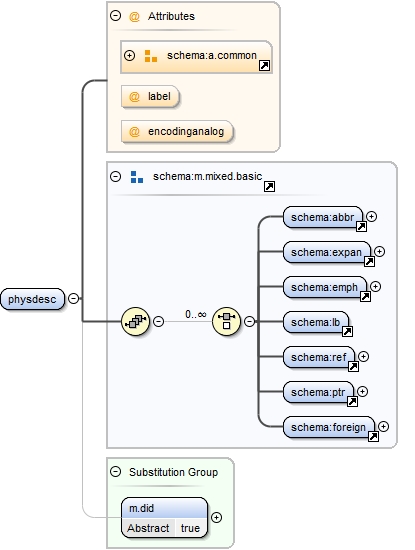 @ Attributes
schema:a.common
@ label
@ encodinganalog
schema:m.mixed.basic
schema:abbr
schema:expan
schema:emph
physdesc
0..∞
schema:lb
schema:ref
schema:ptr
schema:foreign
Substitution Group
m.did
Abstract true